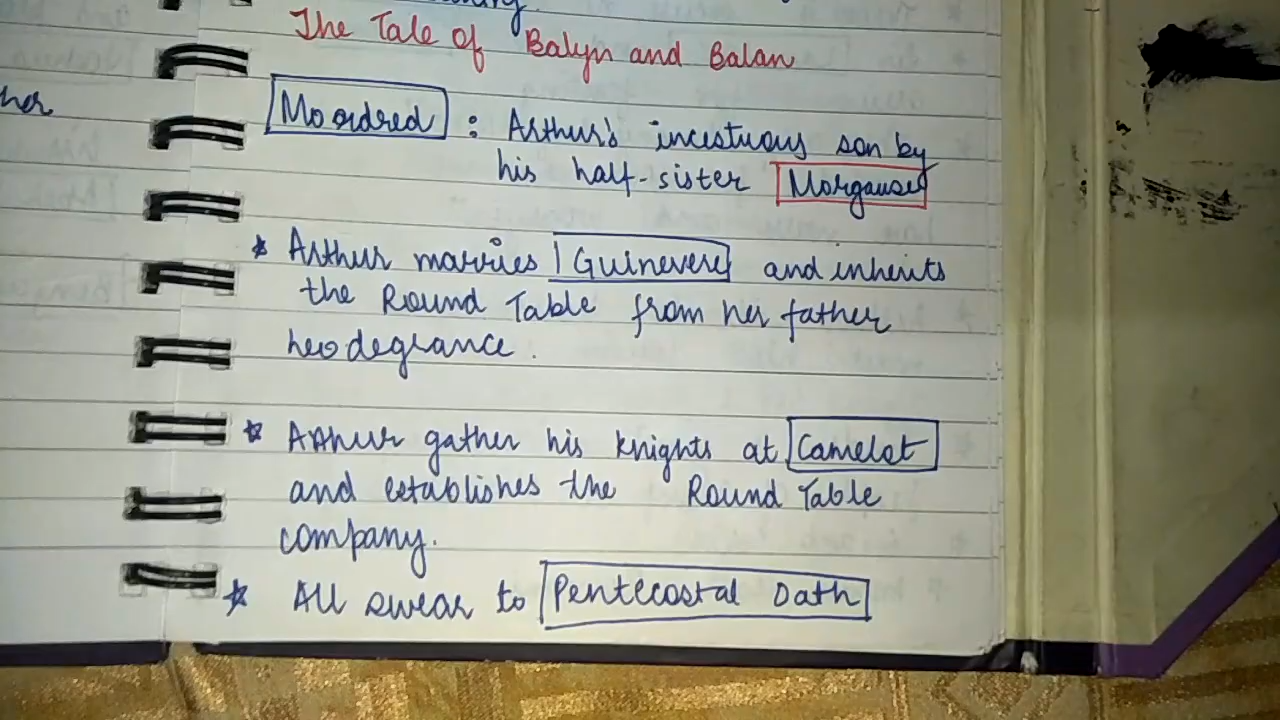 The Tale of Balyn and Balan
her
Moordred : Arthur's incestuous son by
his half-sister Morgause
* Arthur marries Guinevere and inherits
the Round Table from her father
Leodegrance.
* Arthur gather his knights at Camelot
and establishes the Round Table
company.
* All swear to Pentecostal Oath